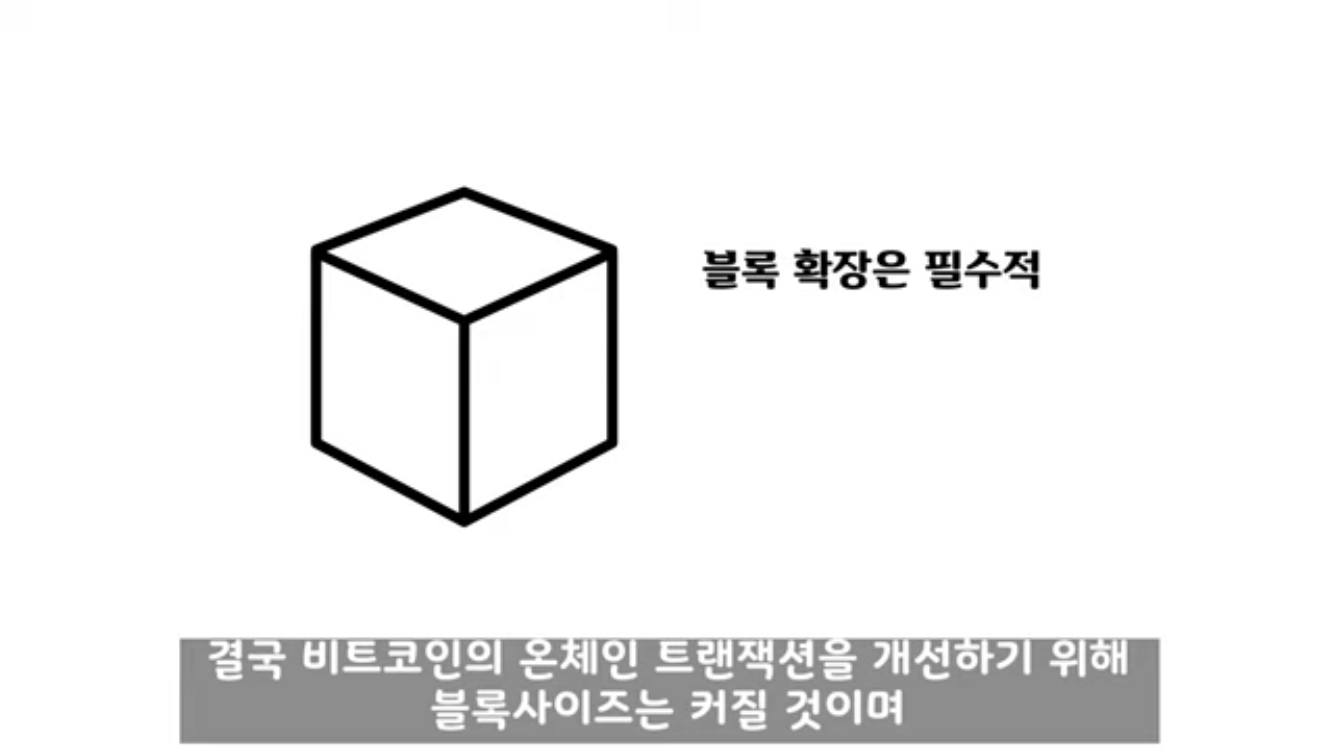 블록 확장은 필수적
결국 비트코인의 온체인 트랜잭션을 개선하기 위해
블록사이즈는 커질 것이며